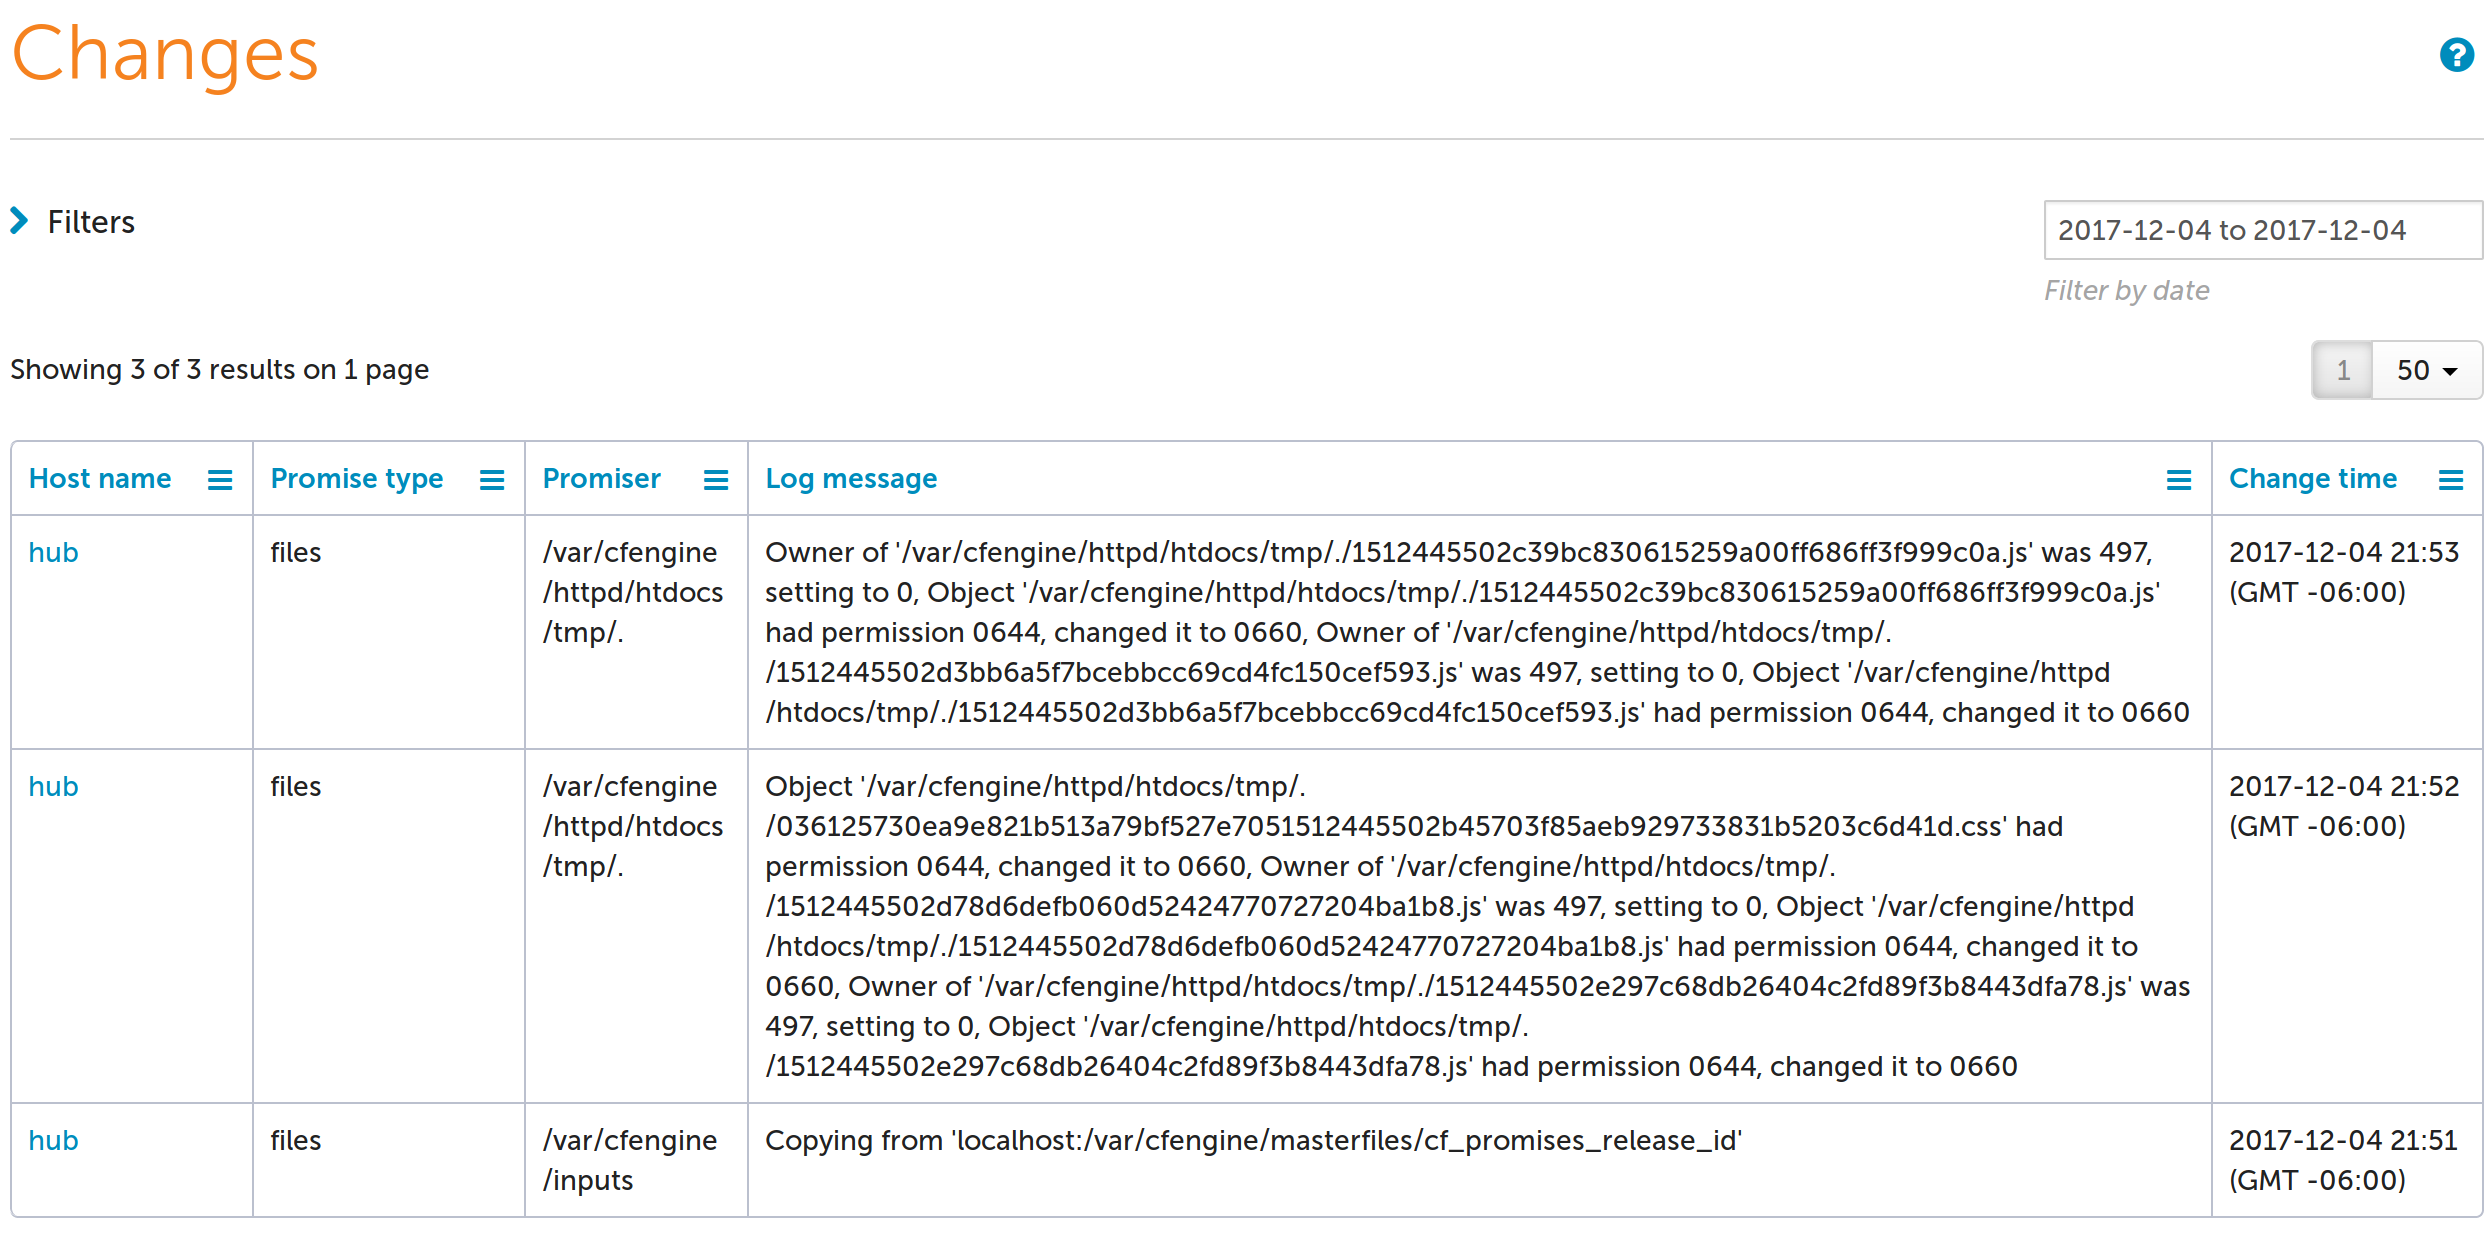 Changes
Filters
2017-12-04 to 2017-12-04
Filter by date
Showing 3 of 3 results on 1 page
1
50
Host name
Promise type
Promiser
Log message
Change time
hub
files
/var/cfengine
/httpd/htdocs
/tmp/.
Owner of '/var/cfengine/httpd/htdocs/tmp/./1512445502c39bc830615259a00ff686ff3f999c0a.js' was 497,
setting to 0, Object '/var/cfengine/httpd/htdocs/tmp/./1512445502c39bc830615259a00ff686ff3f999c0a.js'
had permission 0644, changed it to 0660, Owner of '/var/cfengine/httpd/htdocs/tmp/.
/1512445502d3bb6a5f7bcebbcc69cd4fc150cef593.js' was 497, setting to 0, Object '/var/cfengine/httpd
/htdocs/tmp/./1512445502d3bb6a5f7bcebbcc69cd4fc150cef593.js' had permission 0644, changed it to 0660
2017-12-04 21:53
(GMT -06:00)
hub
files
/var/cfengine
/httpd/htdocs
/tmp/.
Object '/var/cfengine/httpd/htdocs/tmp/.
/036125730ea9e821b513a79bf527e7051512445502b45703f85aeb929733831b5203c6d41d.css' had
permission 0644, changed it to 0660, Owner of '/var/cfengine/httpd/htdocs/tmp/.
/1512445502d78d6defb060d52424770727204ba1b8.js' was 497, setting to 0, Object '/var/cfengine/httpd
/htdocs/tmp/./1512445502d78d6defb060d52424770727204ba1b8.js' had permission 0644, changed it to
0660, Owner of '/var/cfengine/httpd/htdocs/tmp/./1512445502e297c68db26404c2fd89f3b8443dfa78.js' was
497, setting to 0, Object '/var/cfengine/httpd/htdocs/tmp/.
/1512445502e297c68db26404c2fd89f3b8443dfa78.js' had permission 0644, changed it to 0660
2017-12-04 21:52
(GMT -06:00)
hub
files
/var/cfengine
/inputs
Copying from 'localhost:/var/cfengine/masterfiles/cf_promises_release_id'
2017-12-04 21:51
(GMT -06:00)